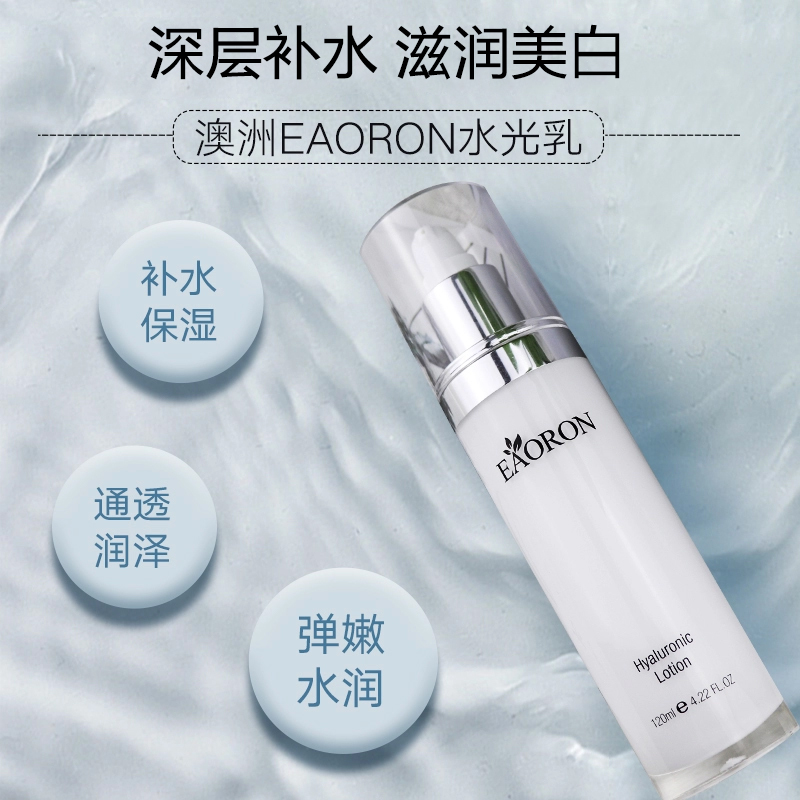 深层补水 滋润美白
澳洲EAORON水光乳
补水
保湿
通透
润泽
弹嫩
水润
EAORON
Hyaluronic
Lotion
120ml e 4.22 FL.OZ